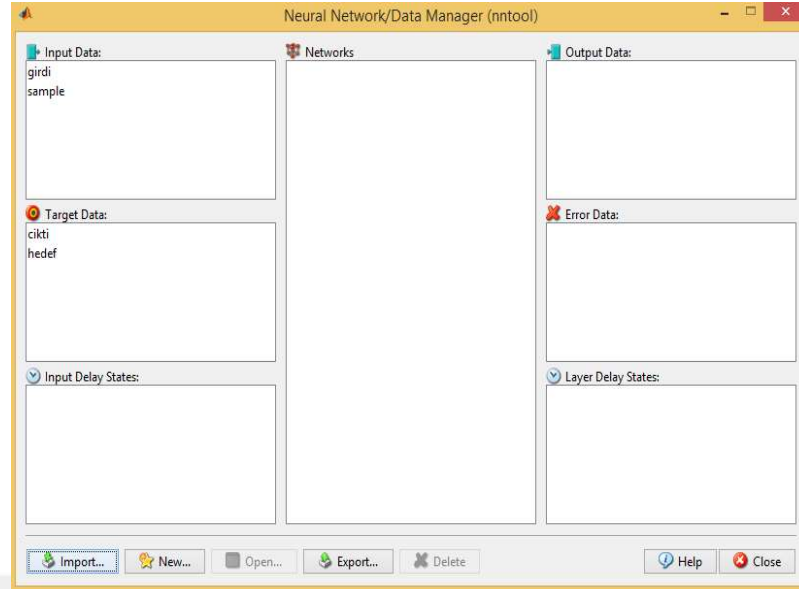 Neural Network/Data Manager (nntool)
Input Data:
girdi
sample
Networks
Output Data:
Target Data:
cikti
hedef
Error Data:
Input Delay States:
Layer Delay States:
Import...
New...
Open...
Export...
Delete
Help
Close